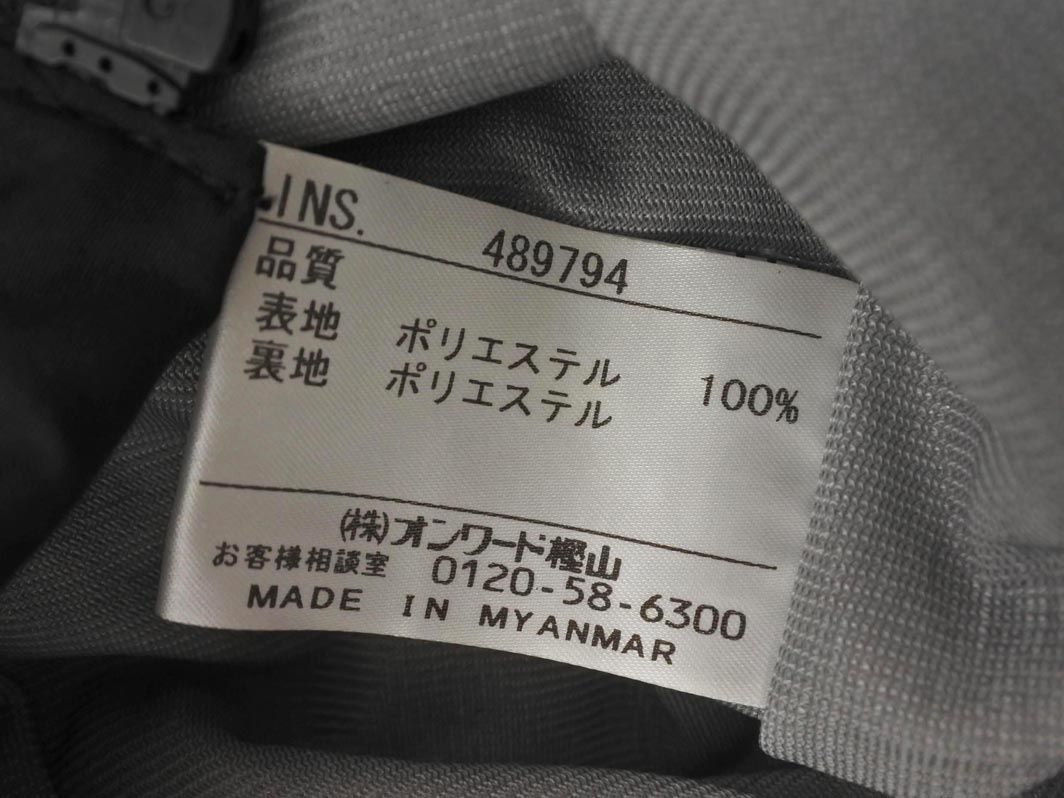 INS.
489794
品質
表地 ポリエステル 100%
裏地 ポリエステル
(株)オンワード樫山
お客様相談室 0120-58-6300
MADE IN MYANMAR